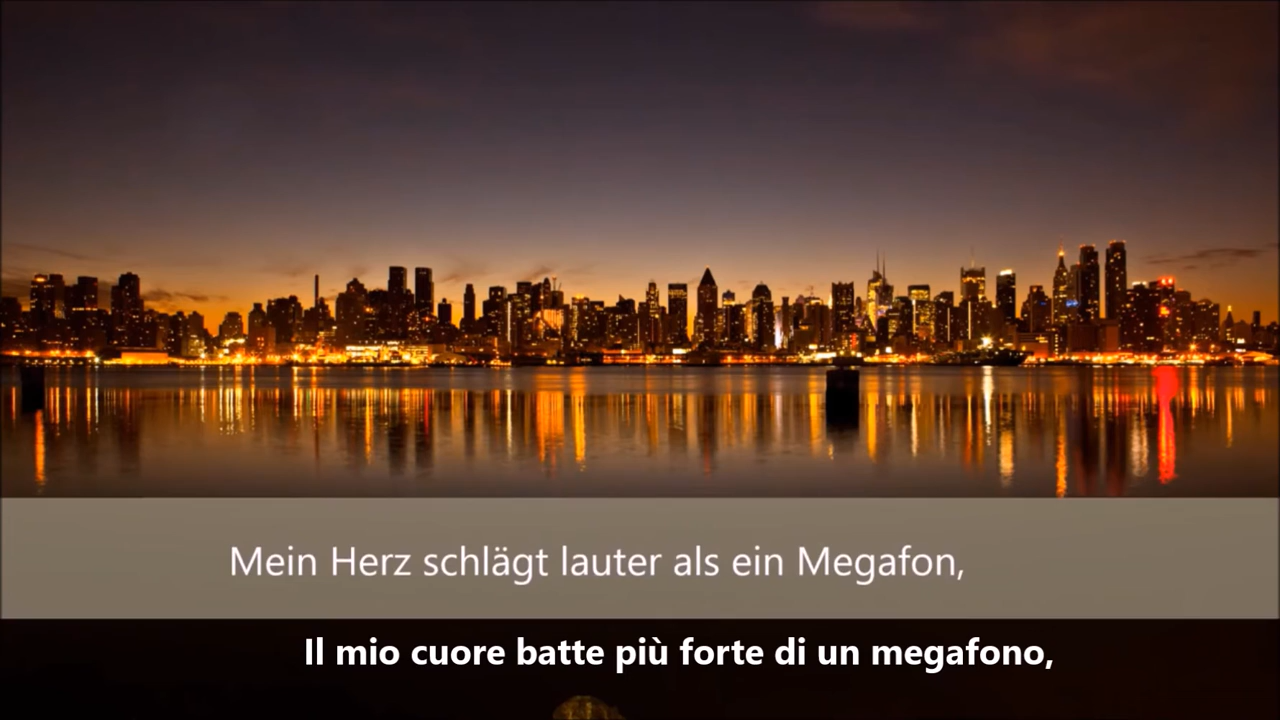 Mein Herz schlägt lauter als ein Megafon,
Il mio cuore batte più forte di un megafono,